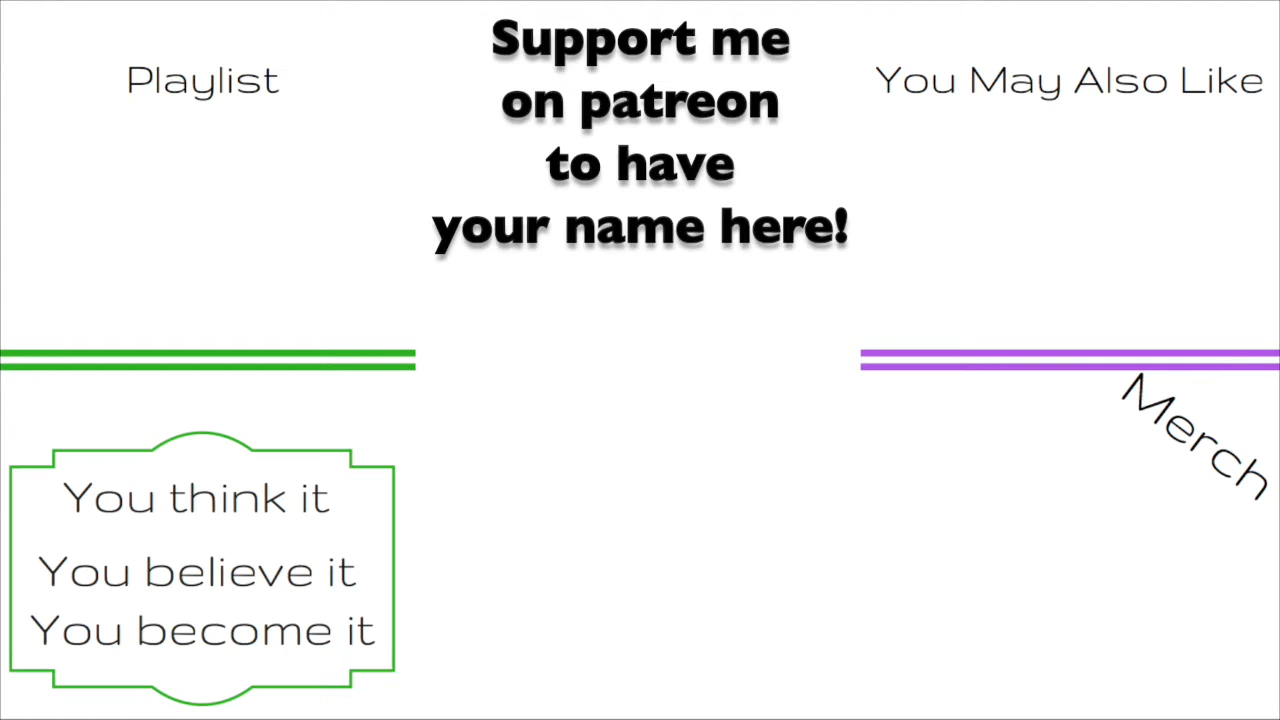 Playlist
Support me
on patreon
to have
your name here!
You May Also Like
Merch
You think it
You believe it
You become it